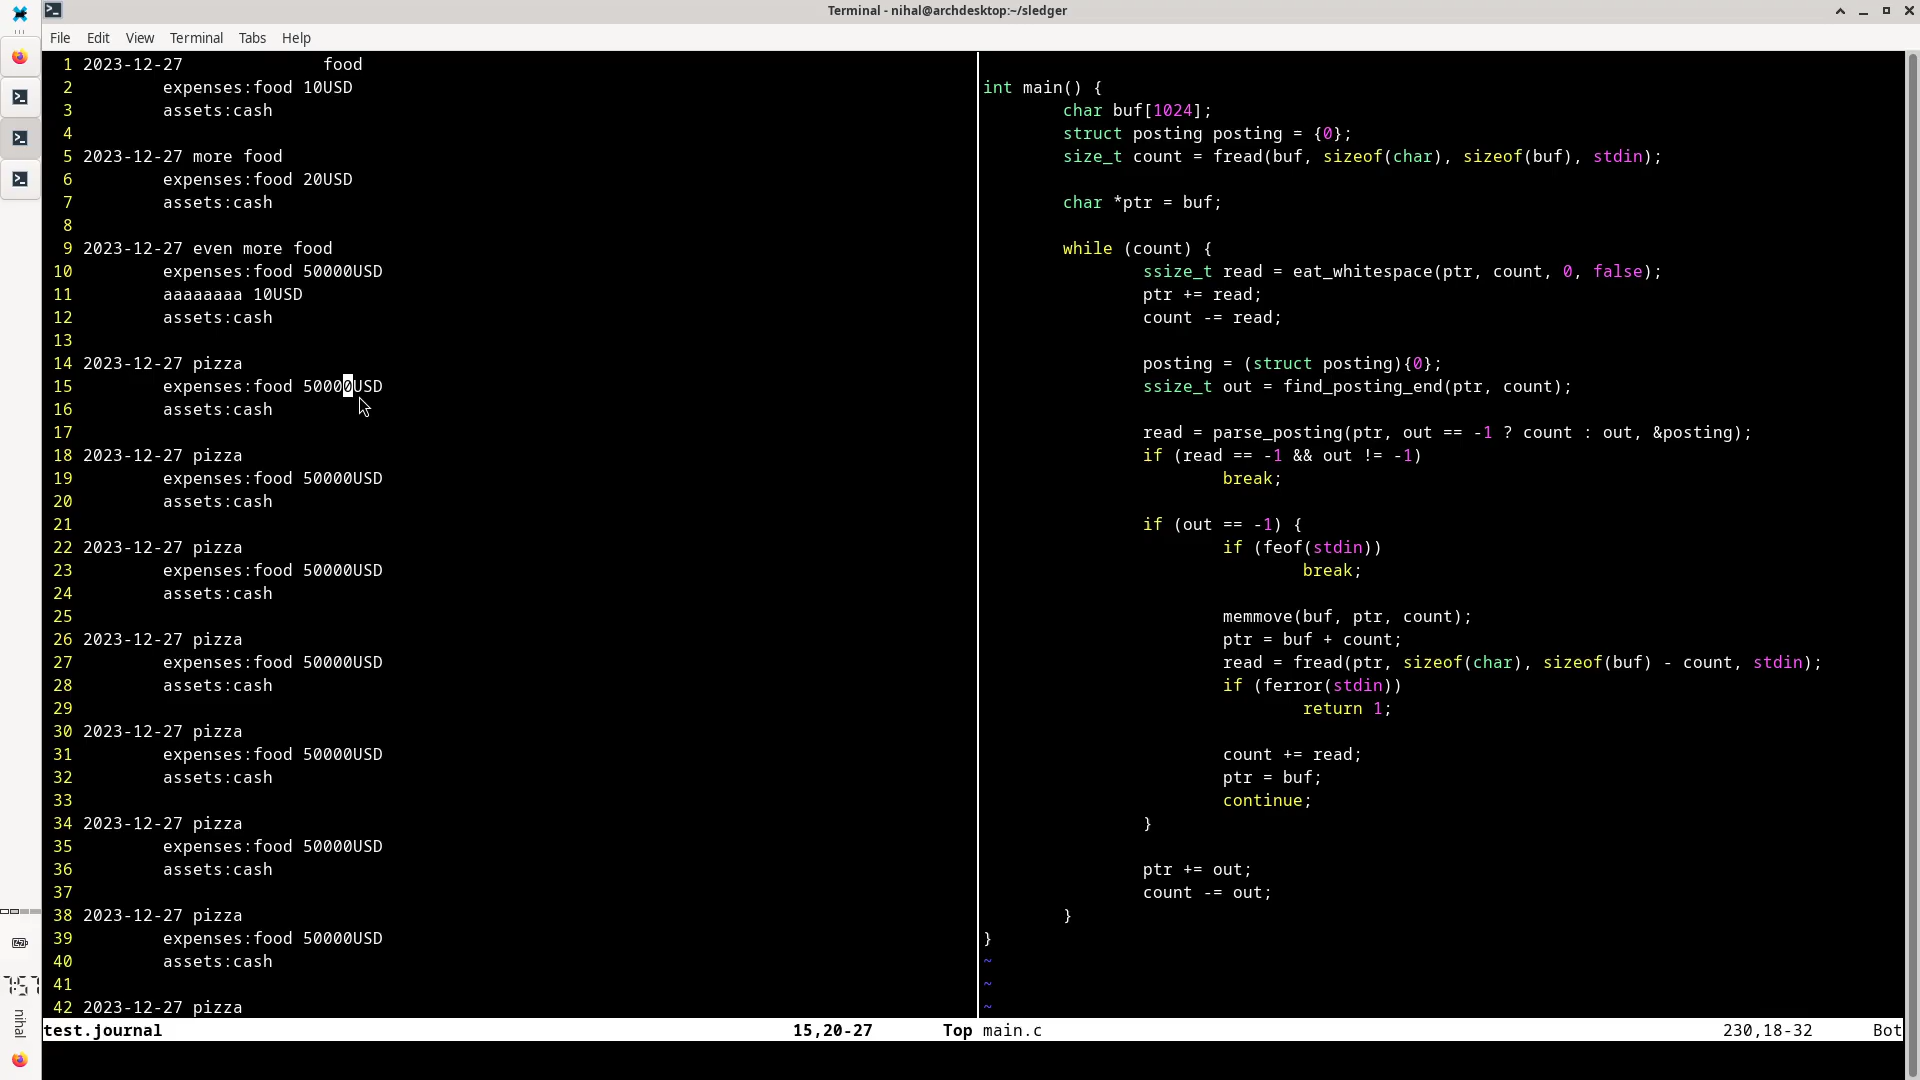 Terminal - nihal@archdesktop:~/sledger
File Edit View Terminal Tabs Help
1 2023-12-27 food
2 expenses:food 10USD
3 assets:cash
4
5 2023-12-27 more food
6 expenses:food 20USD
7 assets:cash
8
9 2023-12-27 even more food
10 expenses:food 50000USD
11 aaaaaaaa 10USD
12 assets:cash
13
14 2023-12-27 pizza
15 expenses:food 50000USD
16 assets:cash
17
18 2023-12-27 pizza
19 expenses:food 50000USD
20 assets:cash
21
22 2023-12-27 pizza
23 expenses:food 50000USD
24 assets:cash
25
26 2023-12-27 pizza
27 expenses:food 50000USD
28 assets:cash
29
30 2023-12-27 pizza
31 expenses:food 50000USD
32 assets:cash
33
34 2023-12-27 pizza
35 expenses:food 50000USD
36 assets:cash
37
38 2023-12-27 pizza
39 expenses:food 50000USD
40 assets:cash
41
42 2023-12-27 pizza
test.journal 15,20-27 Top
int main() {
char buf[1024];
struct posting posting = {0};
size_t count = fread(buf, sizeof(char), sizeof(buf), stdin);
char *ptr = buf;
while (count) {
ssize_t read = eat_whitespace(ptr, count, 0, false);
ptr += read;
count -= read;
posting = (struct posting){0};
ssize_t out = find_posting_end(ptr, count);
read = parse_posting(ptr, out == -1 ? count : out, &posting);
if (read == -1 && out != -1)
break;
if (out == -1) {
if (feof(stdin))
break;
memmove(buf, ptr, count);
ptr = buf + count;
read = fread(ptr, sizeof(char), sizeof(buf) - count, stdin);
if (ferror(stdin))
return 1;
count += read;
ptr = buf;
continue;
}
ptr += out;
count -= out;
}
}
~
~
~
main.c 230,18-32 Bot
7:57
nihal